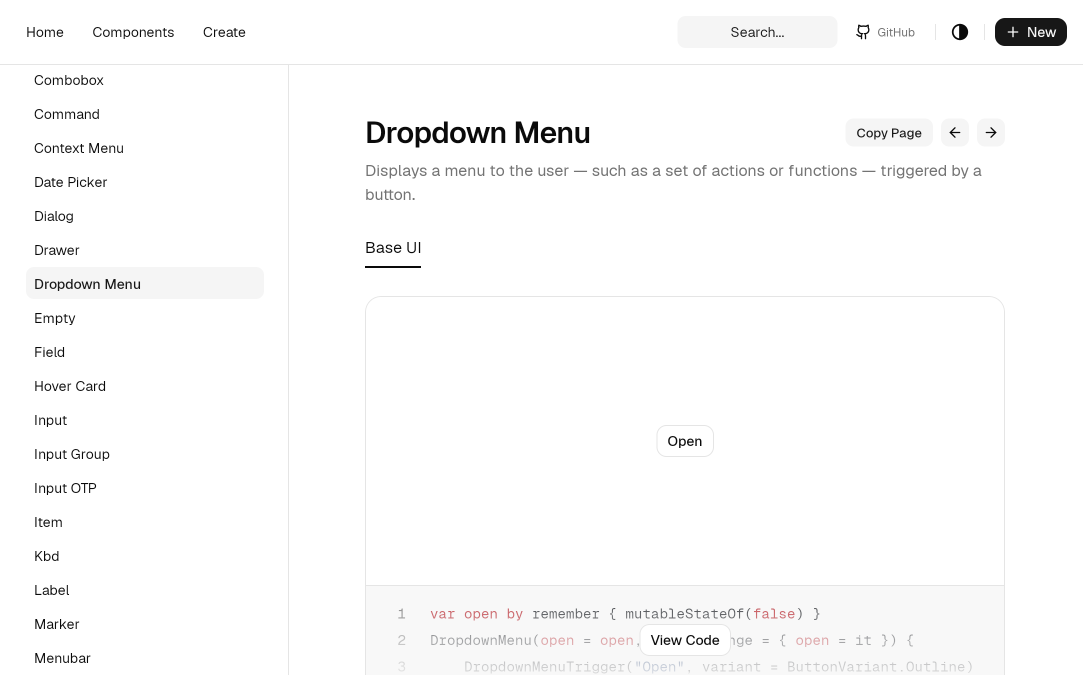 Home Components Create Search... GitHub New
Combobox
Command
Context Menu
Date Picker
Dialog
Drawer
Dropdown Menu
Empty
Field
Hover Card
Input
Input Group
Input OTP
Item
Kbd
Label
Marker
Menubar
Dropdown Menu
Copy Page
Displays a menu to the user — such as a set of actions or functions — triggered by a
button.
Base UI
Open
1 var open by remember { mutableStateOf(false) }
2 DropdownMenu(open = open, nge = { open = it }) {
View Code
3 DropdownMenuTrigger("Open", variant = ButtonVariant.Outline)